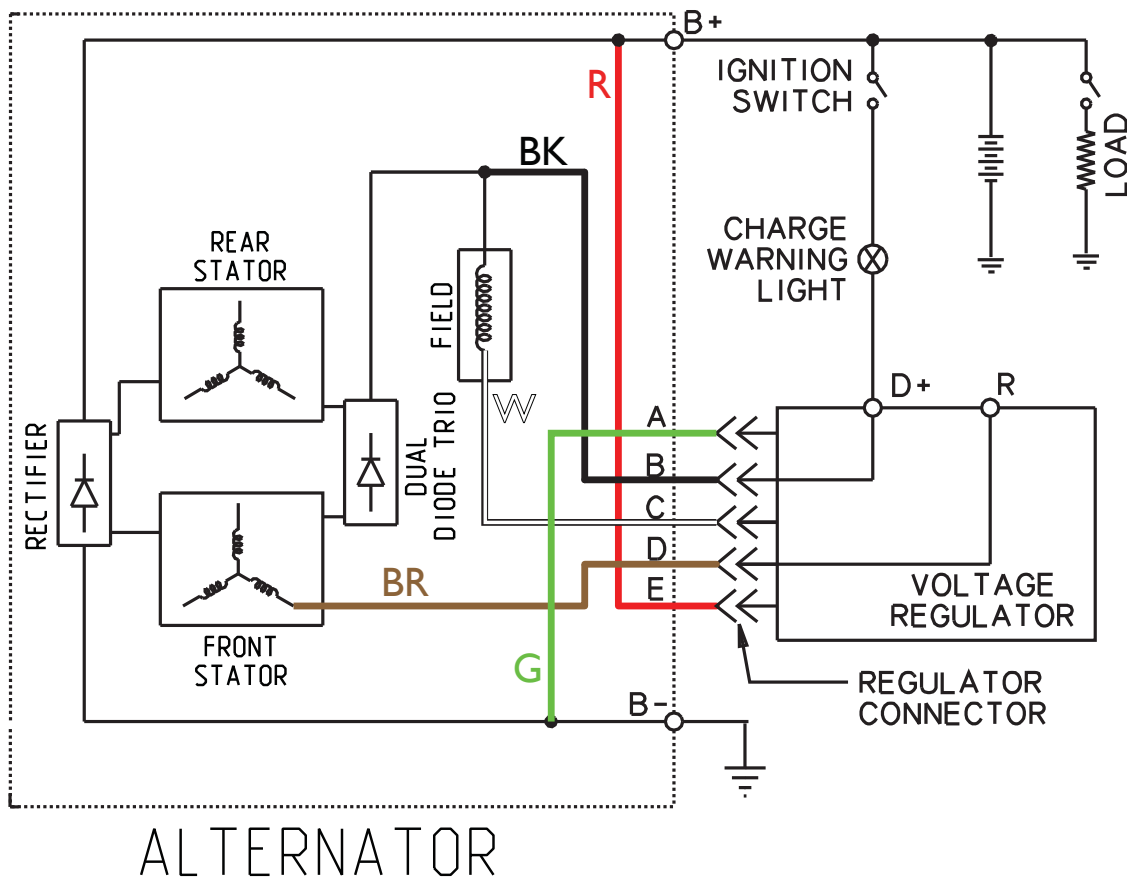 B+
R
IGNITION
SWITCH
LOAD
BK
REAR
STATOR
CHARGE
WARNING
LIGHT
FIELD
D+
R
W
A
DUAL
DIODE TRIO
RECTIFIER
B
C
D
BR
E
VOLTAGE
REGULATOR
FRONT
STATOR
G
B-
REGULATOR
CONNECTOR
ALTERNATOR